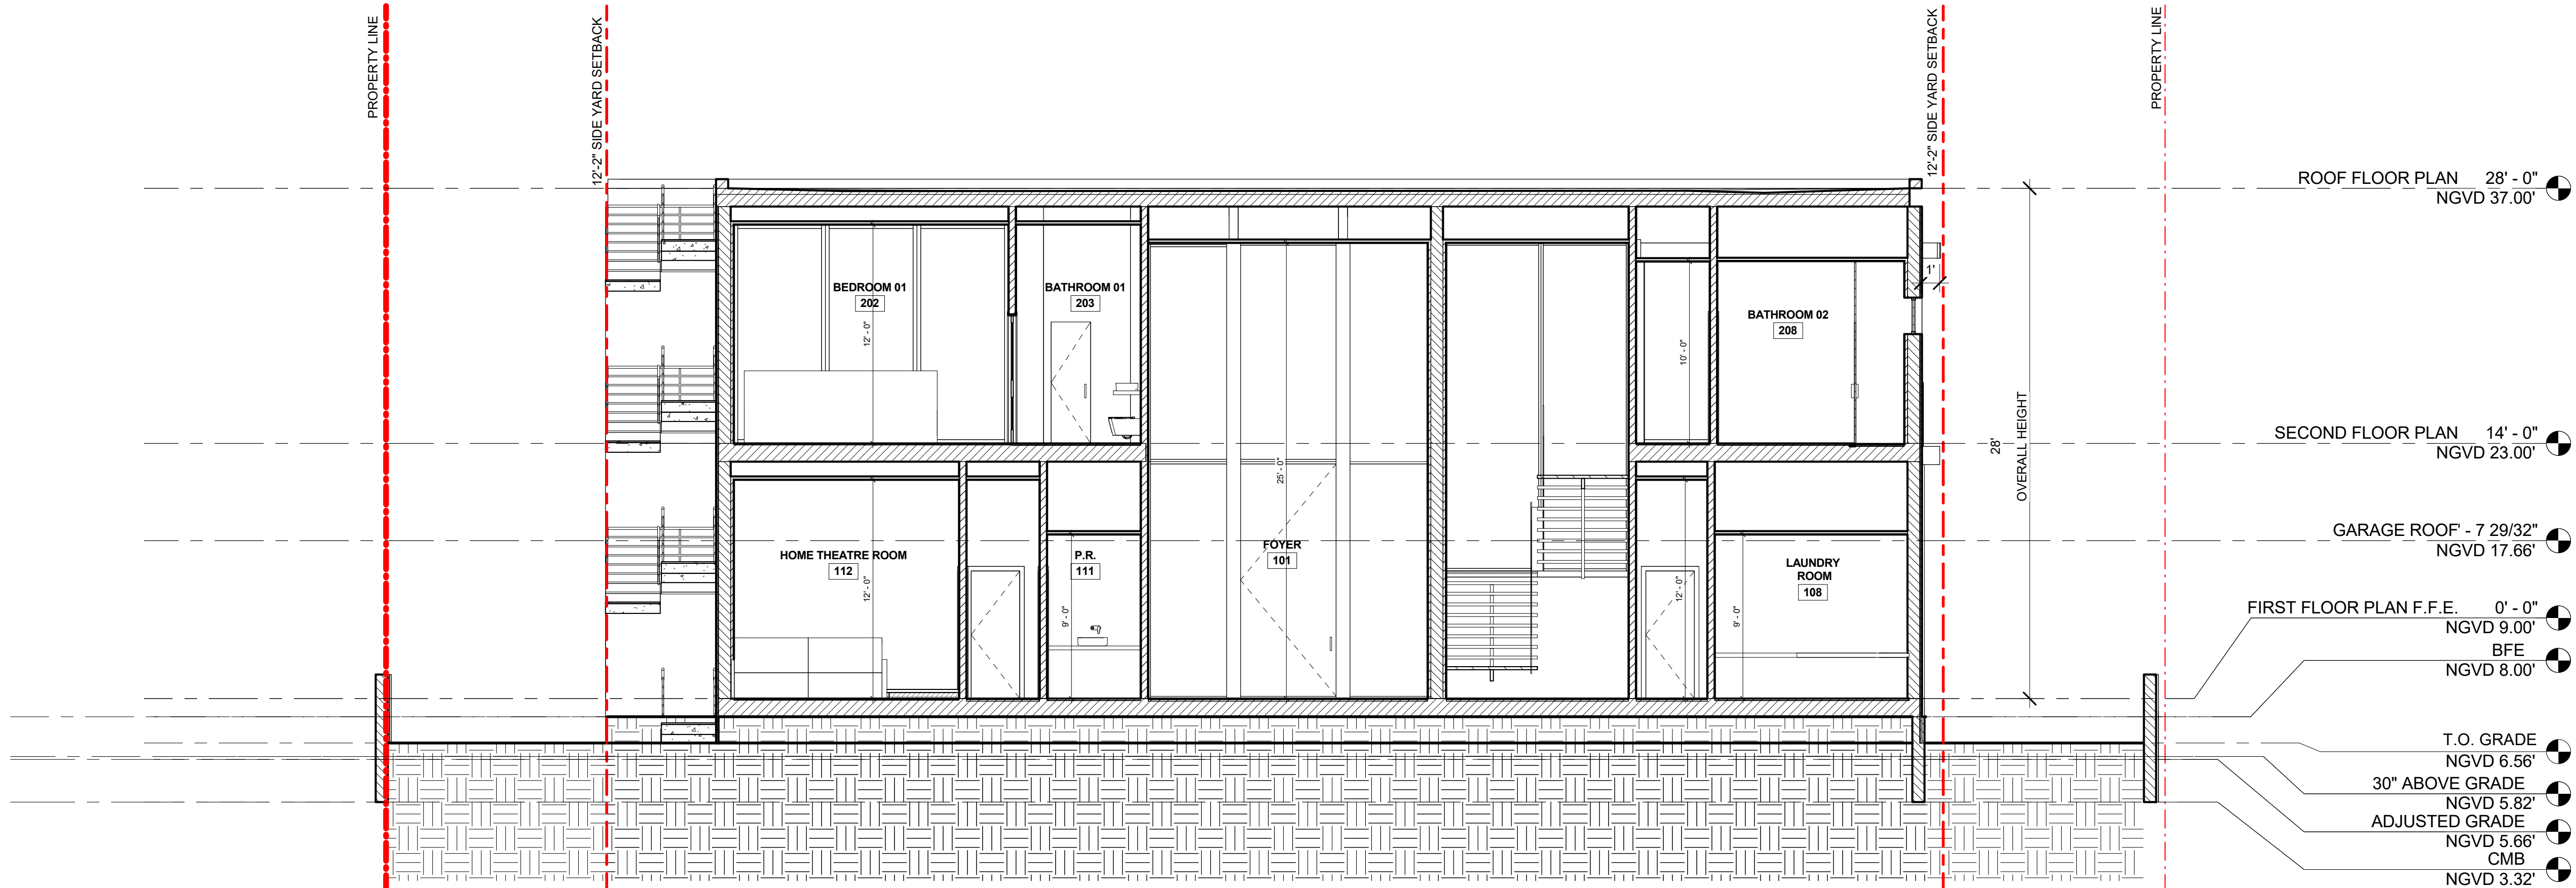 PROPERTY LINE
12'-2" SIDE YARD SETBACK
12'-2" SIDE YARD SETBACK
PROPERTY LINE
ROOF FLOOR PLAN 28' - 0"
NGVD 37.00'
BEDROOM 01
202
12' - 0"
BATHROOM 01
203
BATHROOM 02
208
10' - 0"
1'
SECOND FLOOR PLAN 14' - 0"
NGVD 23.00'
28'
OVERALL HEIGHT
25' - 0"
GARAGE ROOF' - 7 29/32"
NGVD 17.66'
HOME THEATRE ROOM
112
12' - 0"
P.R.
111
9' - 0"
FOYER
101
12' - 0"
LAUNDRY
ROOM
108
9' - 0"
FIRST FLOOR PLAN F.F.E. 0' - 0"
NGVD 9.00'
BFE
NGVD 8.00'
T.O. GRADE
NGVD 6.56'
30" ABOVE GRADE
NGVD 5.82'
ADJUSTED GRADE
NGVD 5.66'
CMB
NGVD 3.32'